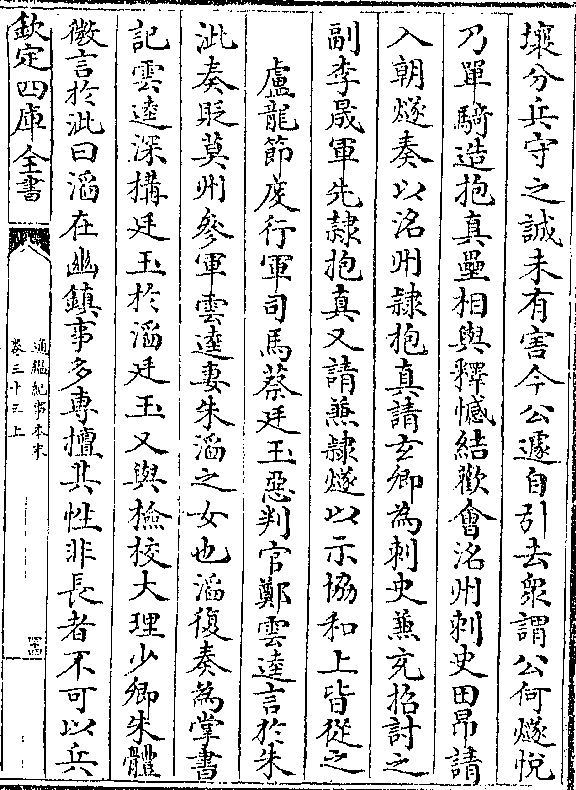 壤分兵守之誠未有害今公遽自引去衆謂公何燧悅
乃單騎造抱真壘相與釋憾結歡會洺州刺史田昂請
入朝燧奏以洺州隸抱真請玄卿為刺史兼充招討之
副李晟軍先隸抱真又請兼隸燧以示協和上皆從之
盧龍節度行軍司馬蔡廷玉惡判官鄭雲逵言於朱
泚奏貶莫州參軍雲逵妻朱滔之女也滔復奏為掌書
記雲逵深搆廷玉於滔廷玉又與檢校大理少卿朱體
微言於泚曰滔在幽鎮事多專擅其性非長者不可以兵
欽定四庫全書
通鑑紀事本末
卷三十三上
四十四